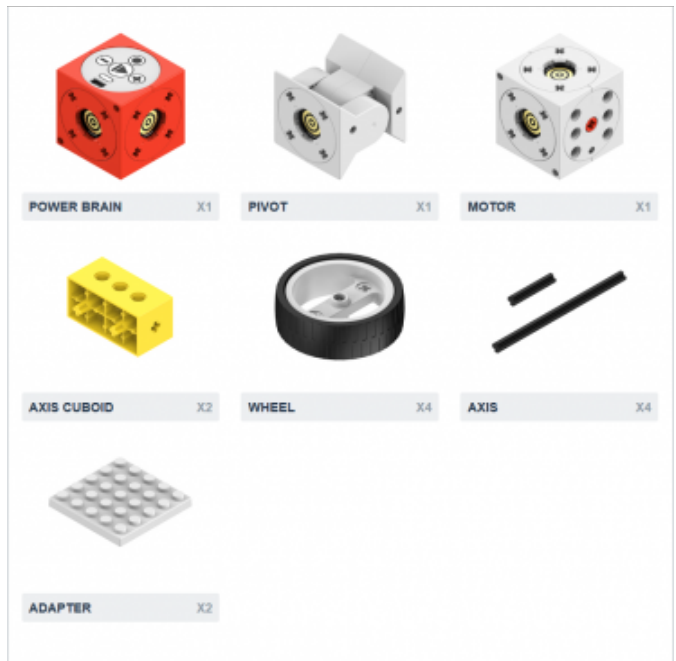 POWER BRAIN X1
PIVOT X1
MOTOR X1
AXIS CUBOID X2
WHEEL X4
AXIS X4
ADAPTER X2